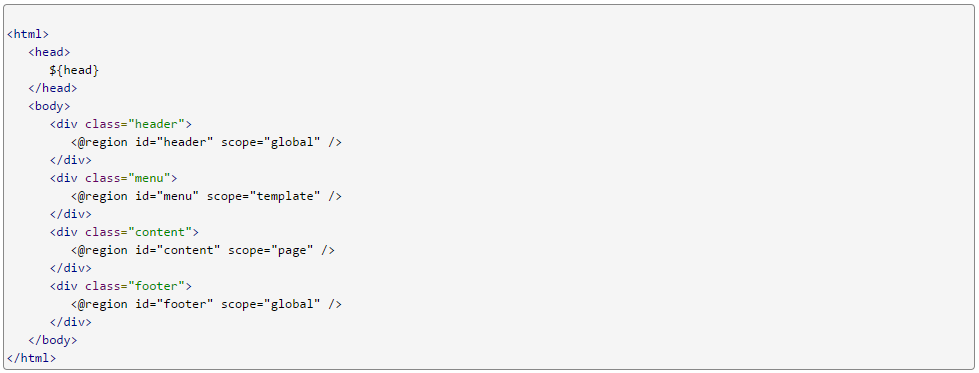 <html>
   <head>
      ${head}
   </head>
   <body>
      <div class="header">
         <@region id="header" scope="global" />
      </div>
      <div class="menu">
         <@region id="menu" scope="template" />
      </div>
      <div class="content">
         <@region id="content" scope="page" />
      </div>
      <div class="footer">
         <@region id="footer" scope="global" />
      </div>
   </body>
</html>